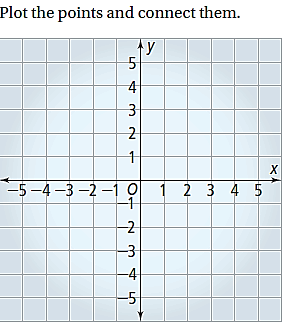 Plot the points and connect them.
y
5
4
3
2
1
x
–5 –4 –3 –2 –1 O 1 2 3 4 5
–1
–2
–3
–4
–5